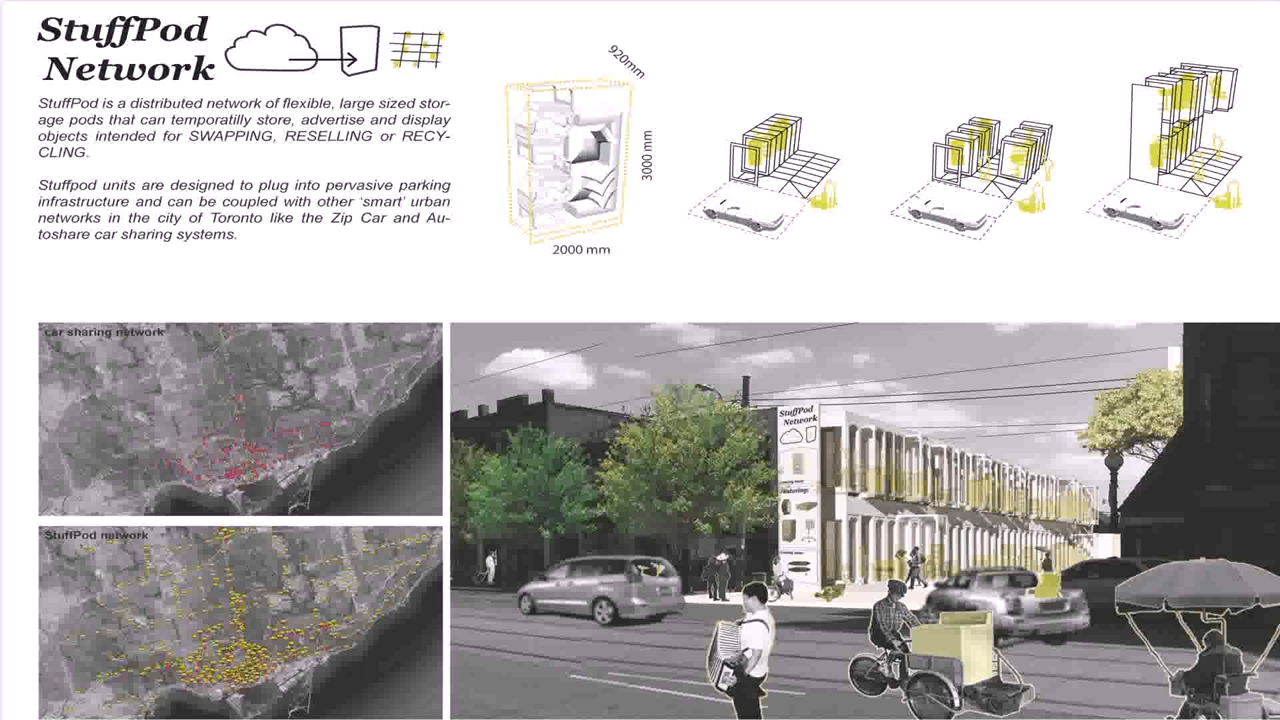 StuffPod
Network
StuffPod is a distributed network of flexible, large sized stor-
age pods that can temporatilly store, advertise and display
objects intended for SWAPPING, RESELLING or RECY-
CLING.
Stuffpod units are designed to plug into pervasive parking
infrastructure and can be coupled with other 'smart' urban
networks in the city of Toronto like the Zip Car and Au-
toshare car sharing systems.
920mm
3000 mm
2000 mm
car sharing network
StuffPod network
StuffPod
Network
featuring: